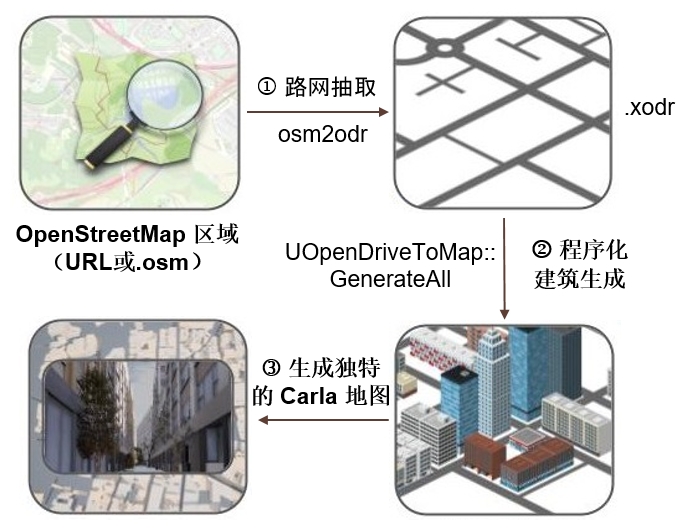 ① 路网抽取
osm2odr
.xodr
OpenStreetMap 区域
（URL或.osm）
UOpenDriveToMap::
GenerateAll
② 程序化
建筑生成
③ 生成独特
的 Carla 地图